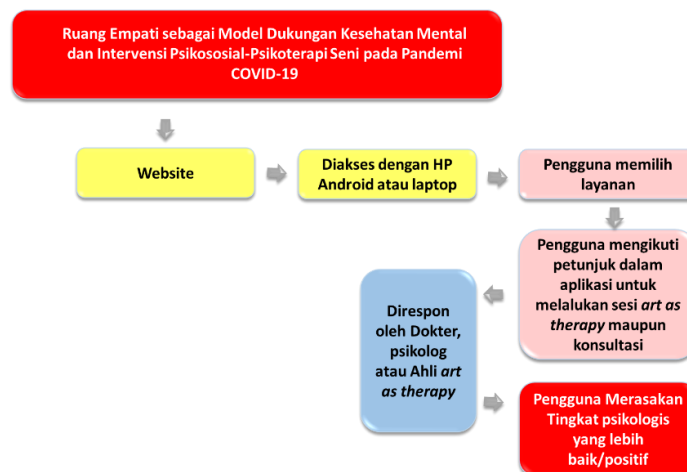 Ruang Empati sebagai Model Dukungan Kesehatan Mental
dan Intervensi Psikososial-Psikoterapi Seni pada Pandemi
COVID-19
Website
Diakses dengan HP
Android atau laptop
Pengguna memilih
layanan
Pengguna mengikuti
petunjuk dalam
aplikasi untuk
melalukan sesi art as
therapy maupun
konsultasi
Direspon
oleh Dokter,
psikolog
atau Ahli art
as therapy
Pengguna Merasakan
Tingkat psikologis
yang lebih
baik/positif